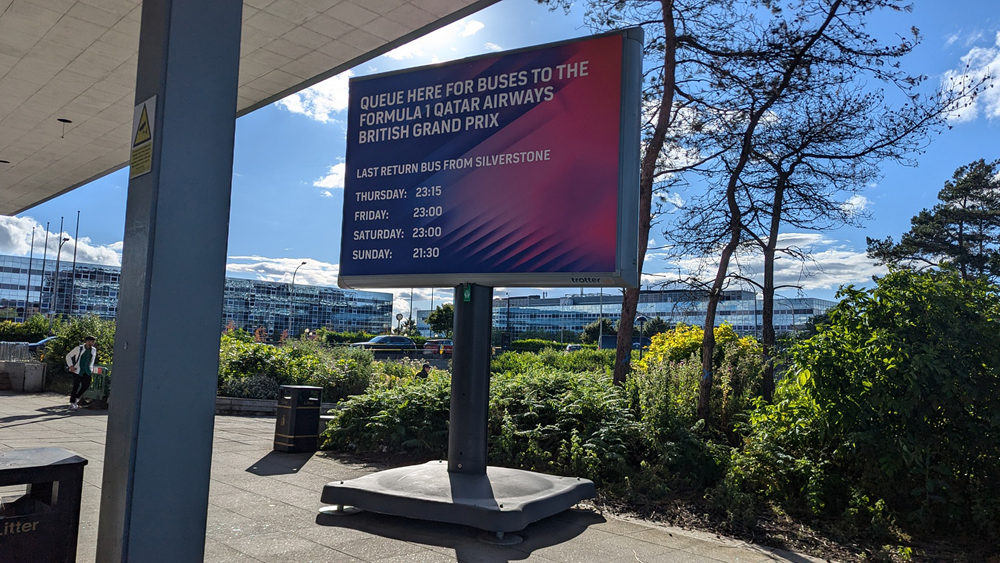 QUEUE HERE FOR BUSES TO THE
FORMULA 1 QATAR AIRWAYS
BRITISH GRAND PRIX
LAST RETURN BUS FROM SILVERSTONE
THURSDAY: 23:15
FRIDAY: 23:00
SATURDAY: 23:00
SUNDAY: 21:30
trotter
Litter